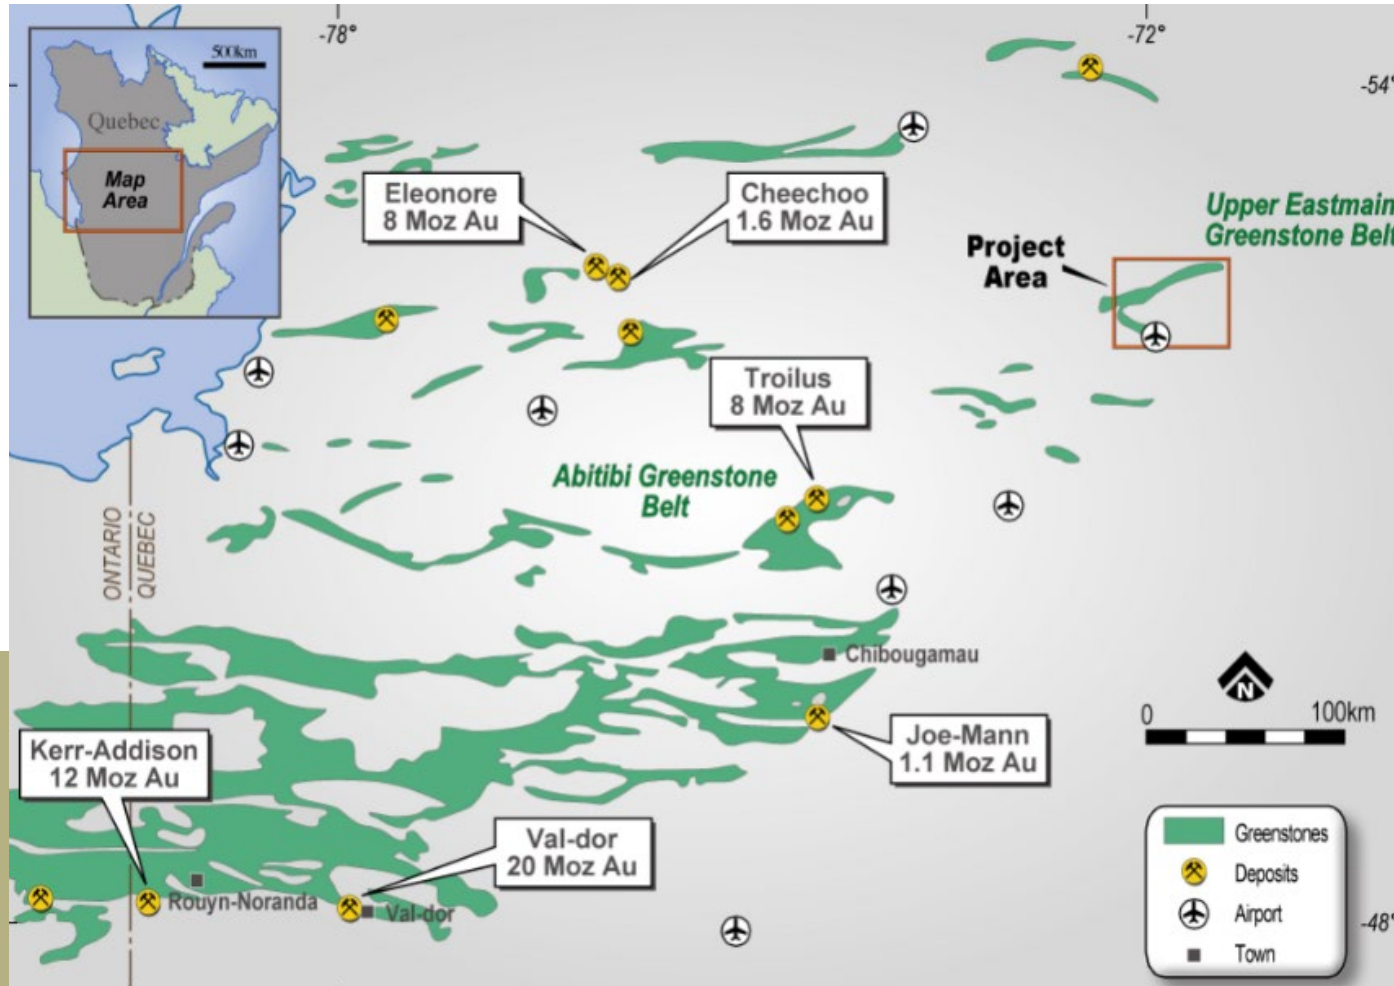 -78°
-72°
500km
Quebec
Map
Area
-54°
Eleonore
8 Moz Au
Cheechoo
1.6 Moz Au
Upper Eastmain
Greenstone Belt
Project
Area
Troilus
8 Moz Au
Abitibi Greenstone
Belt
ONTARIO
QUEBEC
Chibougamau
N
0
100km
Kerr-Addison
12 Moz Au
Joe-Mann
1.1 Moz Au
Val-dor
20 Moz Au
Rouyn-Noranda
Val-dor
Greenstones
Deposits
Airport
Town
-48°